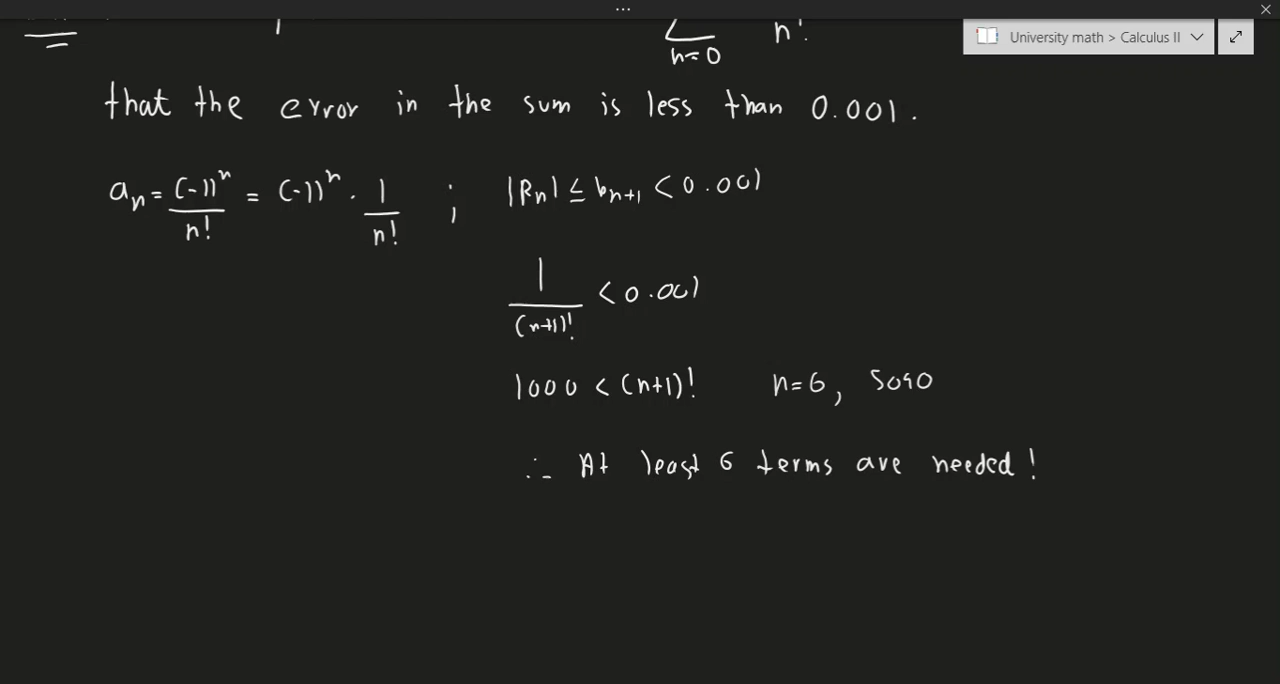 University math > Calculus II
n=0 n!
that the error in the sum is less than 0.001.
aₙ = (-1)ⁿ/n! = (-1)ⁿ · 1/n! ; |Rₙ| ≤ bₙ₊₁ < 0.001
1/(n+1)! < 0.001
1000 < (n+1)! n=6, 5040
∴ At least 6 terms are needed!